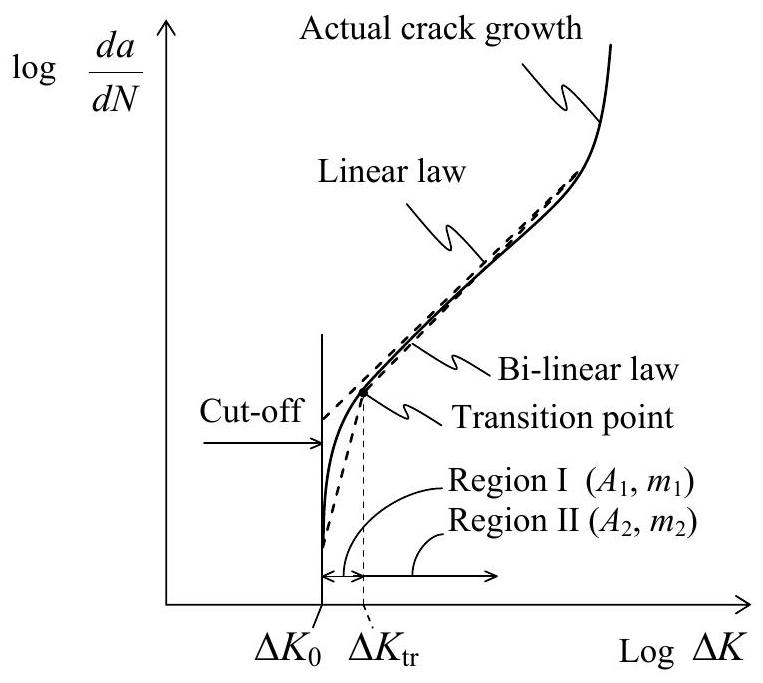 Actual crack growth
log da/dN
Linear law
Bi-linear law
Cut-off
Transition point
Region I (A₁, m₁)
Region II (A₂, m₂)
ΔK₀
ΔKtr
Log ΔK